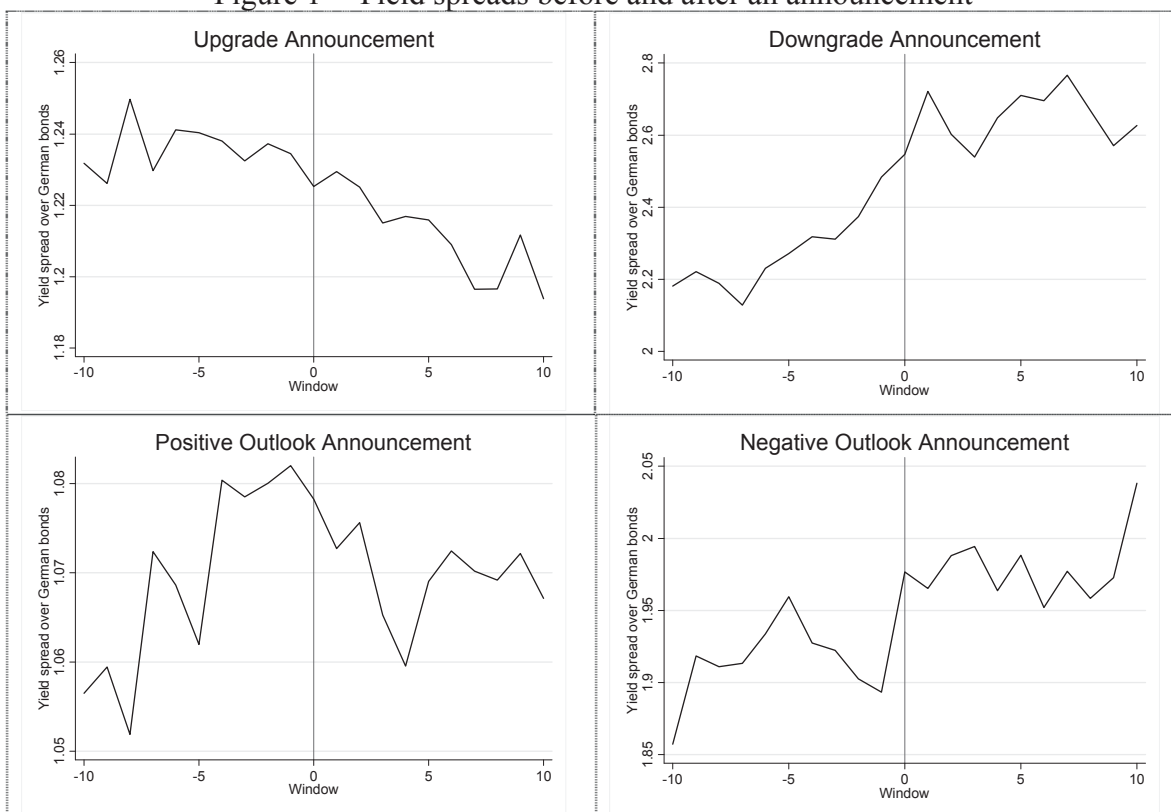 Figure 1 – Yield spreads before and after an announcement
Upgrade Announcement
Yield spread over German bonds
1.26
1.24
1.22
1.2
1.18
-10 -5 0 5 10
Window
Downgrade Announcement
Yield spread over German bonds
2.8
2.6
2.4
2.2
2
-10 -5 0 5 10
Window
Positive Outlook Announcement
Yield spread over German bonds
1.08
1.07
1.06
1.05
-10 -5 0 5 10
Window
Negative Outlook Announcement
Yield spread over German bonds
2.05
2
1.95
1.9
1.85
-10 -5 0 5 10
Window